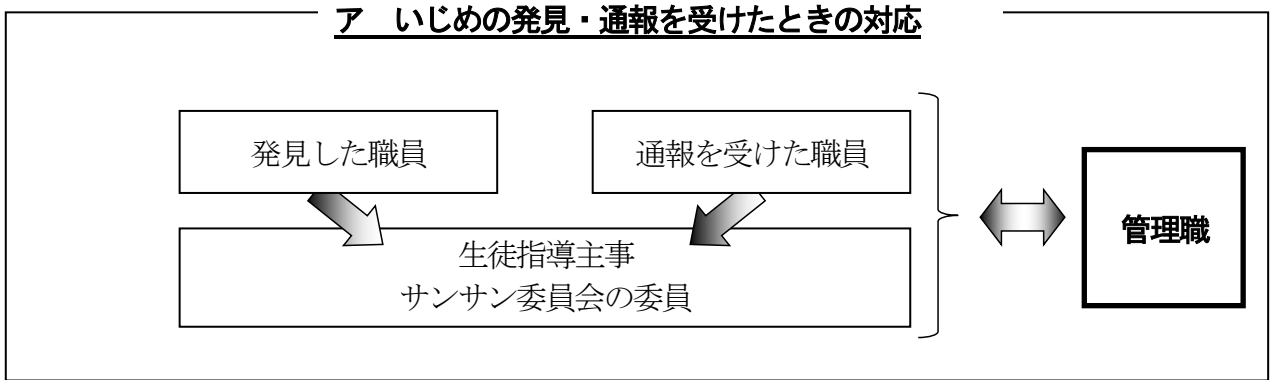 ア　いじめの発見・通報を受けたときの対応
発見した職員
通報を受けた職員
生徒指導主事
サンサン委員会の委員
管理職